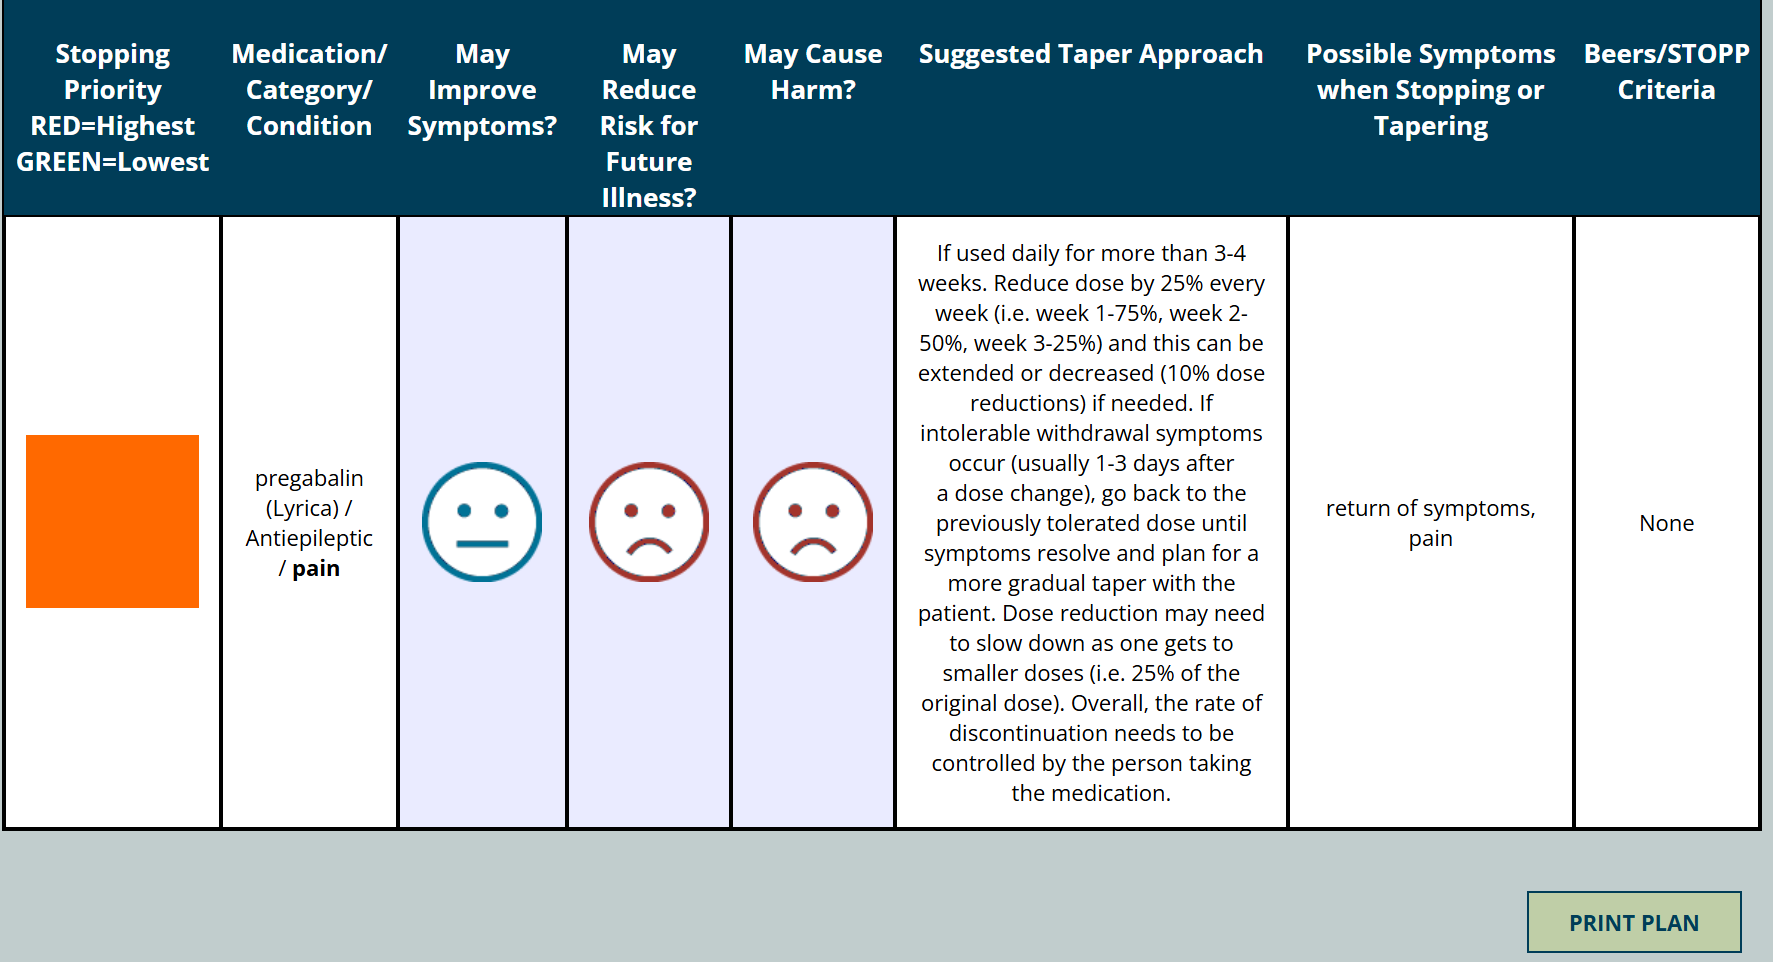 Stopping
Priority
RED=Highest
GREEN=Lowest
Medication/
Category/
Condition
May
Improve
Symptoms?
May
Reduce
Risk for
Future
Illness?
May Cause
Harm?
Suggested Taper Approach
Possible Symptoms
when Stopping or
Tapering
Beers/STOPP
Criteria
pregabalin
(Lyrica) /
Antiepileptic
/ pain
If used daily for more than 3-4
weeks. Reduce dose by 25% every
week (i.e. week 1-75%, week 2-
50%, week 3-25%) and this can be
extended or decreased (10% dose
reductions) if needed. If
intolerable withdrawal symptoms
occur (usually 1-3 days after
a dose change), go back to the
previously tolerated dose until
symptoms resolve and plan for a
more gradual taper with the
patient. Dose reduction may need
to slow down as one gets to
smaller doses (i.e. 25% of the
original dose). Overall, the rate of
discontinuation needs to be
controlled by the person taking
the medication.
return of symptoms,
pain
None
PRINT PLAN